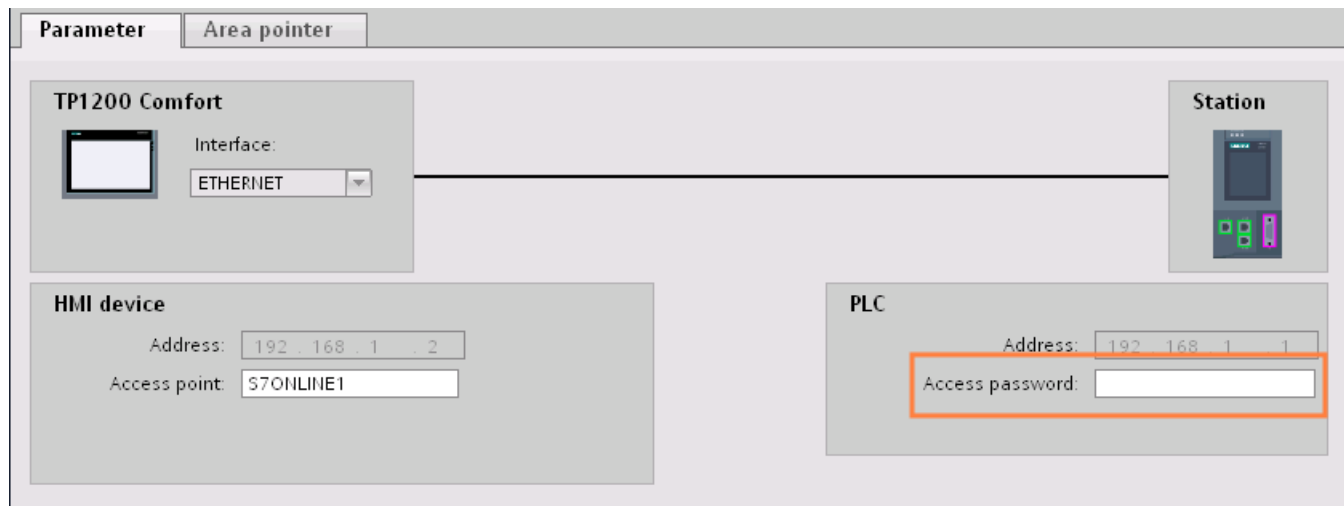 Parameter
Area pointer
TP1200 Comfort
Interface:
ETHERNET
Station
HMI device
Address: 192 . 168 . 1 . 2
Access point: S7ONLINE1
PLC
Address: 192 . 168 . 1 . 1
Access password: